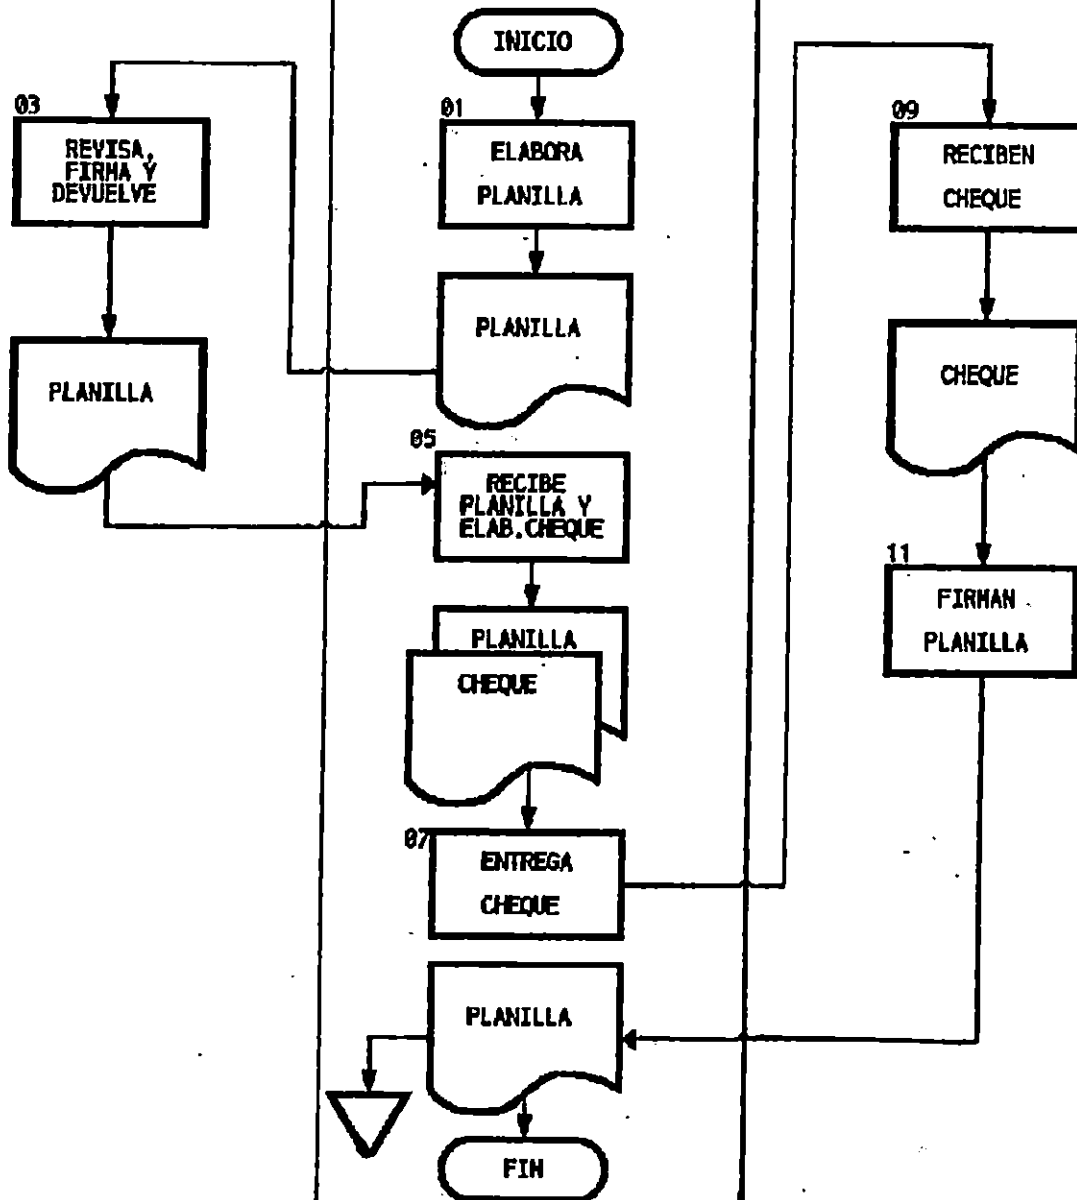 INICIO
03
REVISA,
FIRMA Y
DEVUELVE
01
ELABORA
PLANILLA
09
RECIBEN
CHEQUE
PLANILLA
PLANILLA
CHEQUE
05
RECIBE
PLANILLA Y
ELAB.CHEQUE
PLANILLA
CHEQUE
11
FIRMAN
PLANILLA
07
ENTREGA
CHEQUE
PLANILLA
FIN